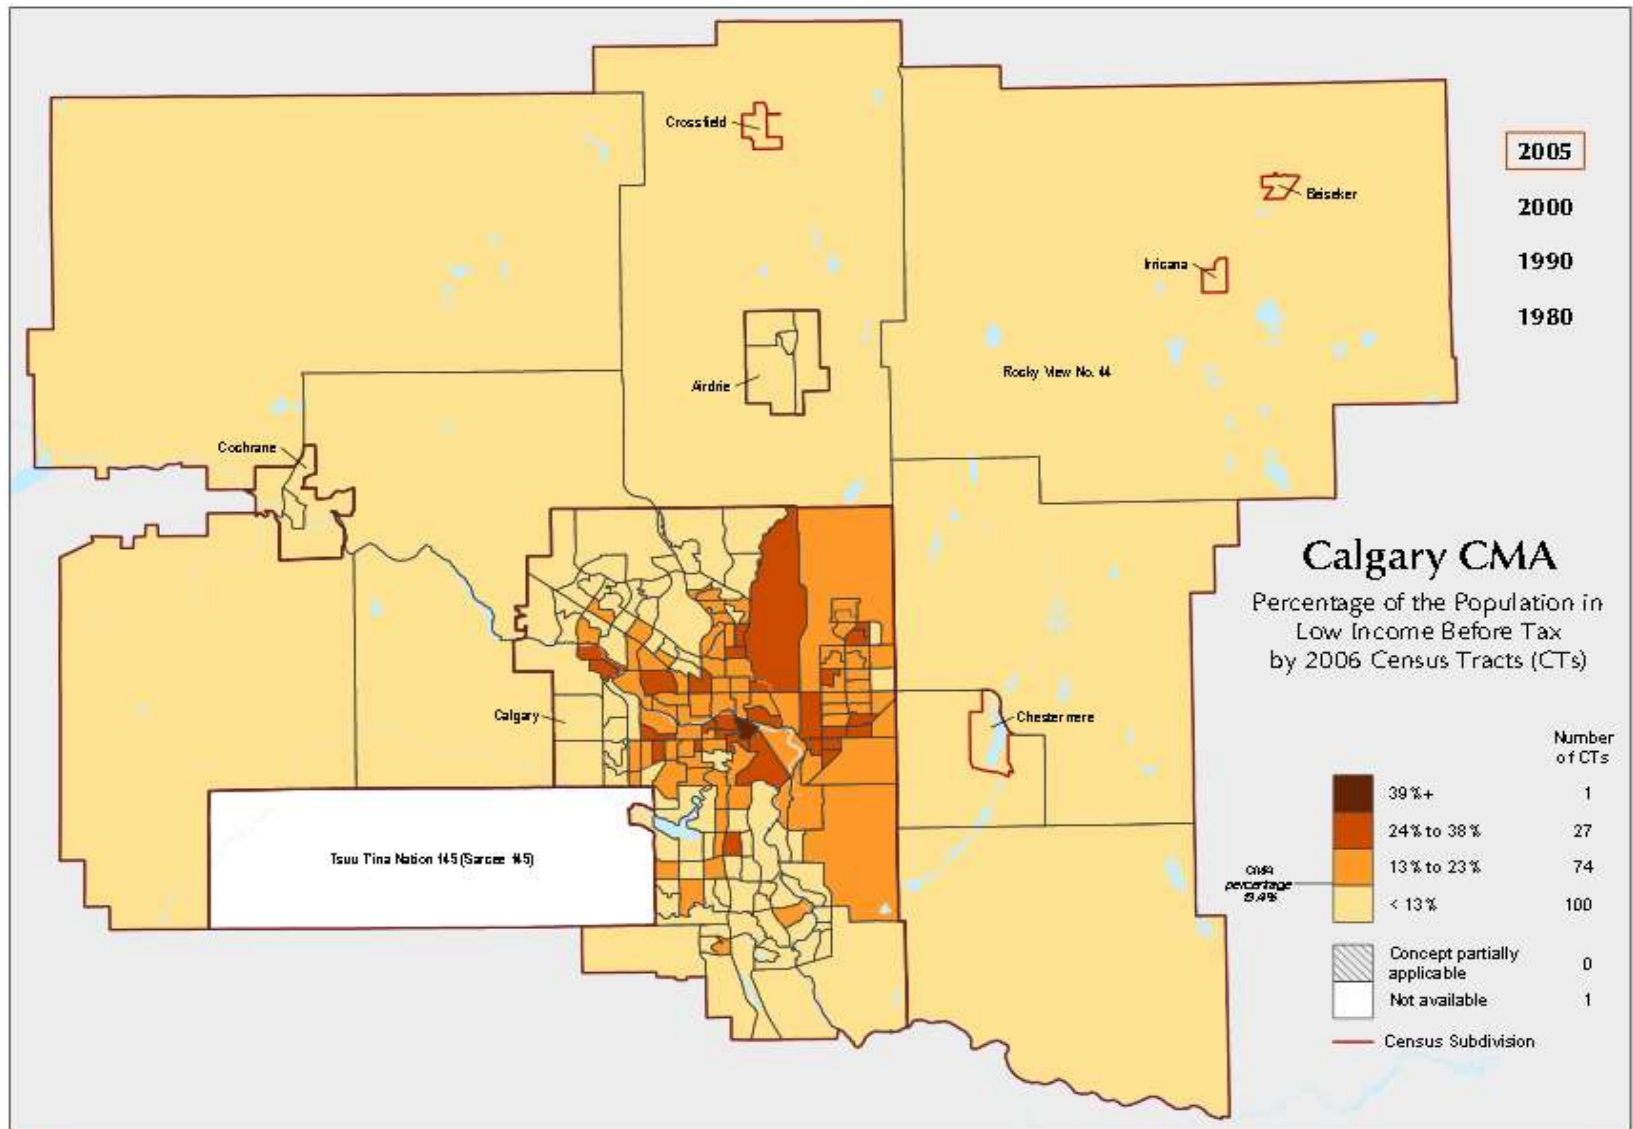 Crossfield
2005
Beiseker
2000
Irricana
1990
1980
Rocky View No. 44
Airdrie
Cochrane
Calgary CMA
Percentage of the Population in
Low Income Before Tax
by 2006 Census Tracts (CTs)
Calgary
Chestermere
Number
of CTs
39%+ 1
24% to 38% 27
13% to 23% 74
CMA
percentage
< 13% 100
Tsuu T'ina Nation 145 (Sarcee 145)
Concept partially
applicable 0
Not available 1
Census Subdivision